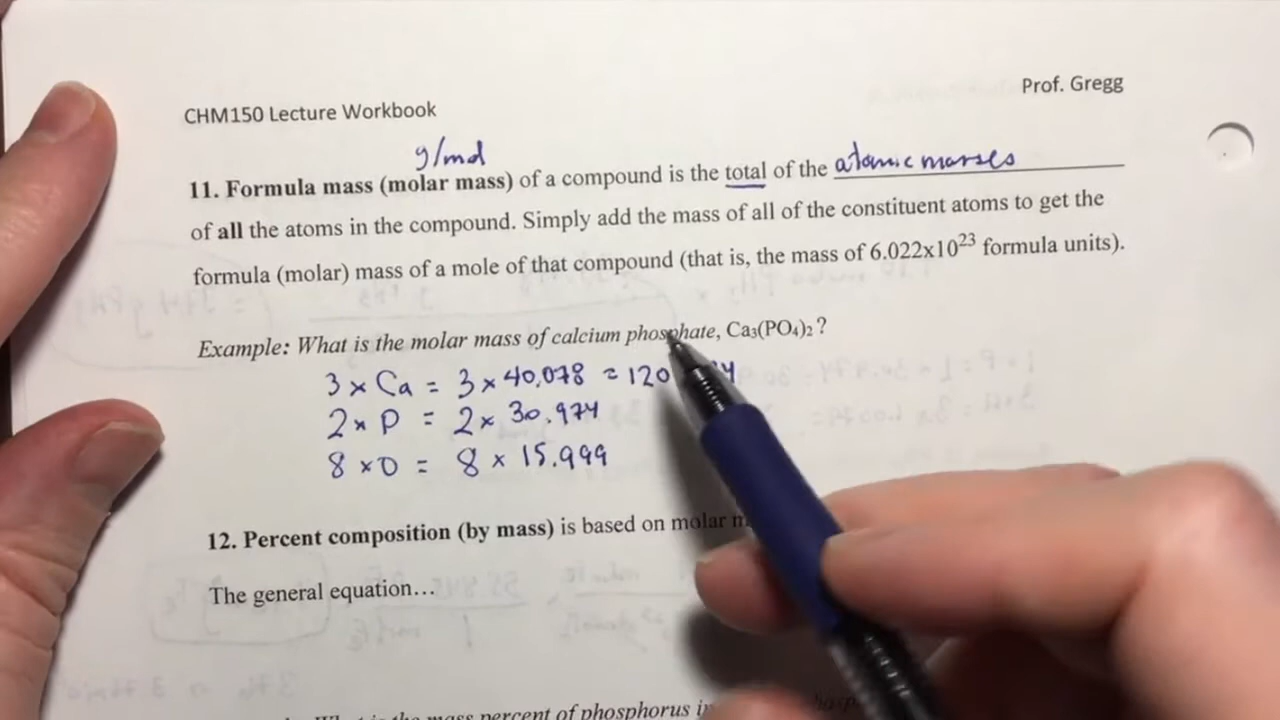 Prof. Gregg
CHM150 Lecture Workbook
g/mol
11. Formula mass (molar mass) of a compound is the total of the atomic masses
of all the atoms in the compound. Simply add the mass of all of the constituent atoms to get the
formula (molar) mass of a mole of that compound (that is, the mass of 6.022x10²³ formula units).
Example: What is the molar mass of calcium phosphate, Ca₃(PO₄)₂ ?
3 × Ca = 3 × 40.078 = 120
2 × P = 2 × 30.974
8 × O = 8 × 15.999
12. Percent composition (by mass) is based on molar
The general equation…
percent of phosphorus